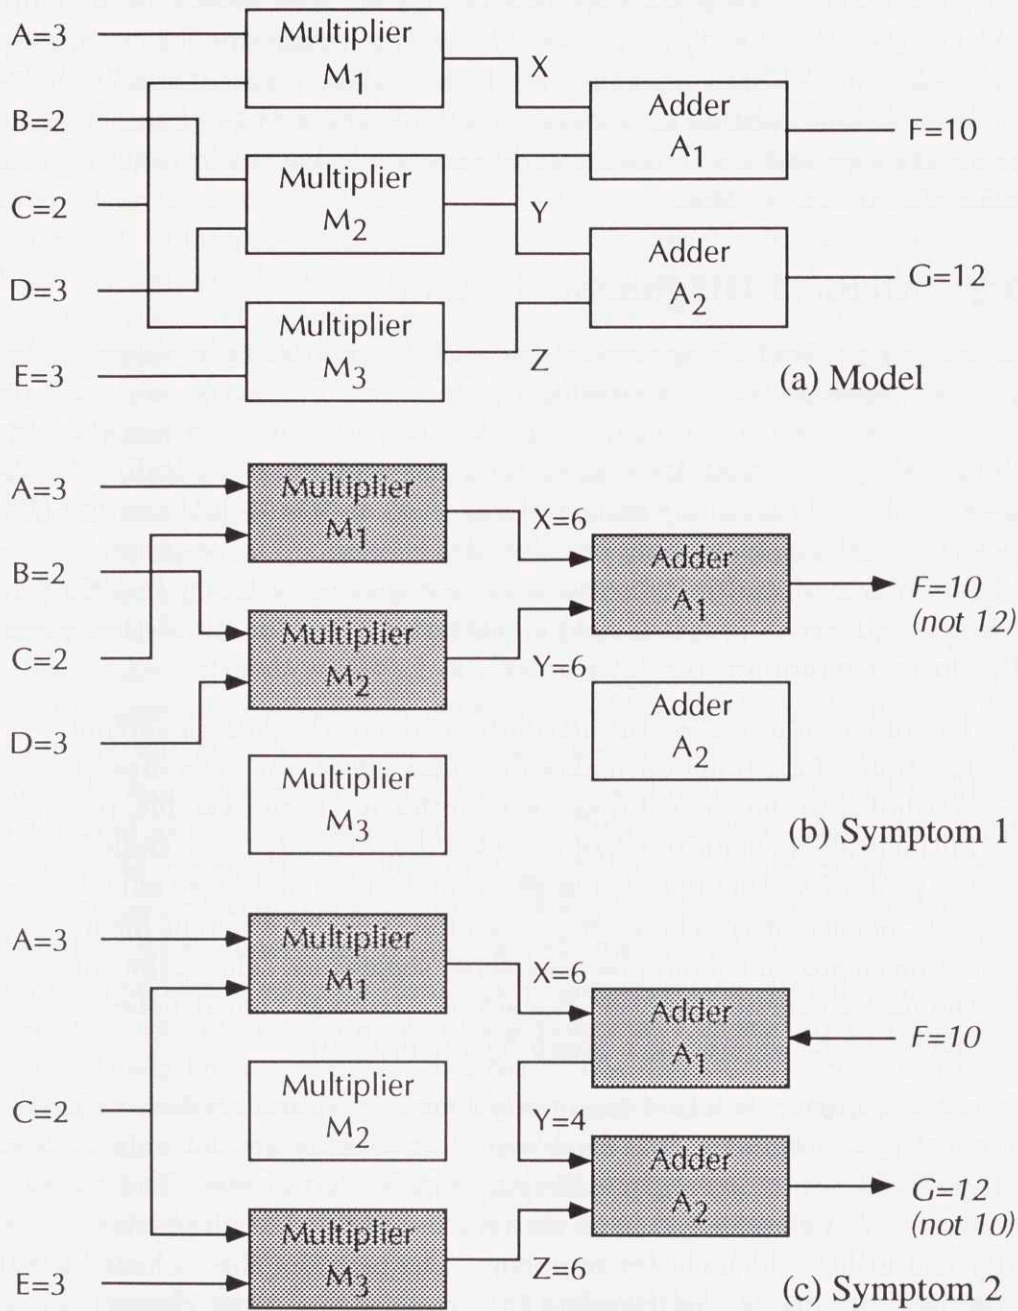 A=3
Multiplier
M1
X
B=2
Adder
A1
F=10
Multiplier
M2
C=2
Y
Adder
A2
G=12
D=3
Multiplier
M3
Z
E=3
(a) Model
A=3
Multiplier
M1
X=6
B=2
Adder
A1
F=10
(not 12)
Multiplier
M2
C=2
Y=6
Adder
A2
D=3
Multiplier
M3
(b) Symptom 1
A=3
Multiplier
M1
X=6
Adder
A1
F=10
Multiplier
M2
C=2
Y=4
Adder
A2
G=12
(not 10)
Multiplier
M3
Z=6
E=3
(c) Symptom 2